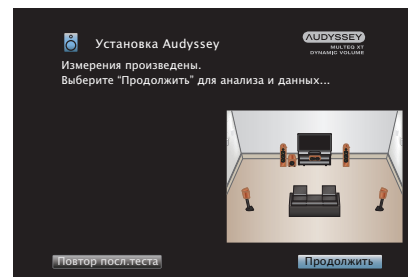 Установка Audyssey
AUDYSSEY
MULTEQ XT
DYNAMIC VOLUME
Измерения произведены.
Выберите “Продолжить” для анализа и данных...
Повтор посл.теста
Продолжить